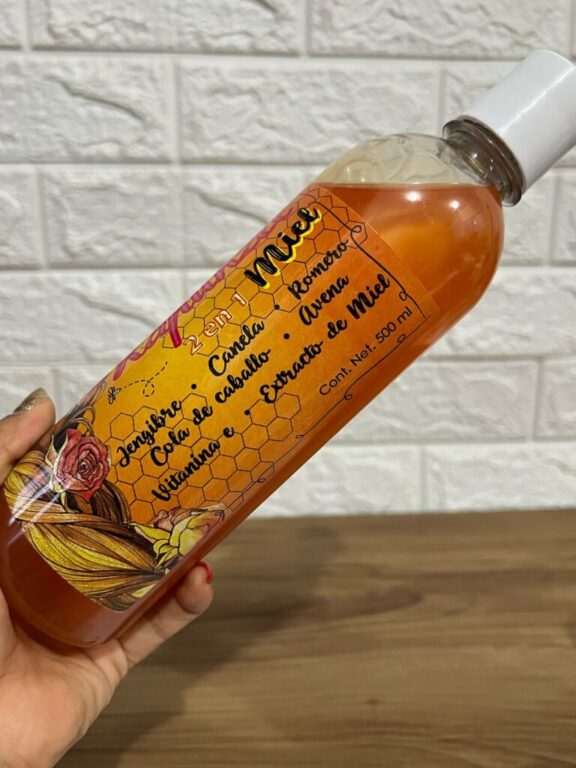 2 en 1 Miel
Jengibre • Canela • Romero
Cola de caballo • Avena
Vitamina e • Extracto de Miel
Cont. Net. 500 ml